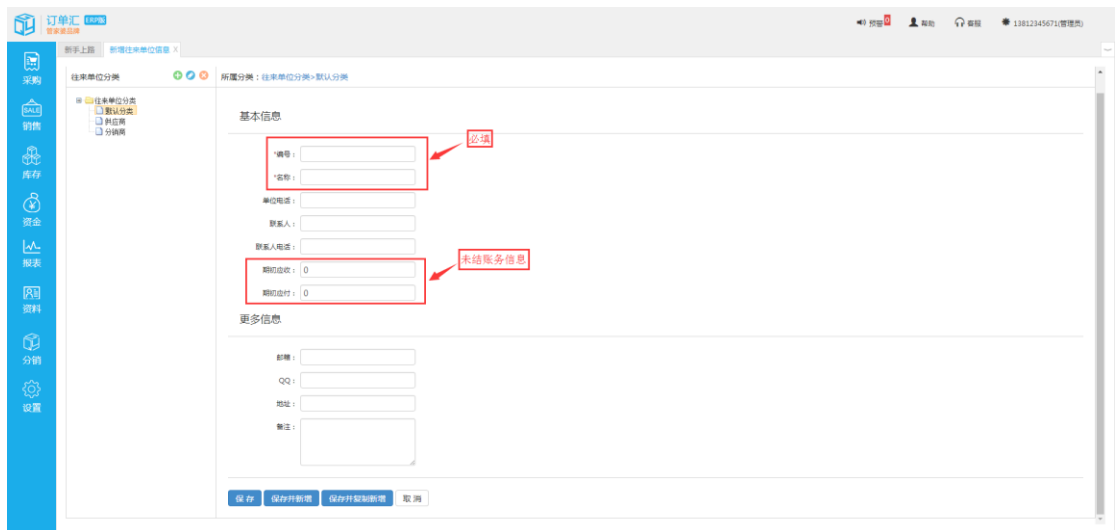 订单汇 ERP版
管家婆品牌
预警 0 帮助 客服 13812345671(管理员)
新手上路 新增往来单位信息 X
采购
销售
SALE
库存
资金
报表
资料
分销
设置
往来单位分类
往来单位分类
默认分类
供应商
分销商
所属分类：往来单位分类>默认分类
基本信息
必填
*编号：
*名称：
单位电话：
联系人：
联系人电话：
未结账务信息
期初应收： 0
期初应付： 0
更多信息
邮箱：
QQ：
地址：
备注：
保 存 保存并新增 保存并复制新增 取 消